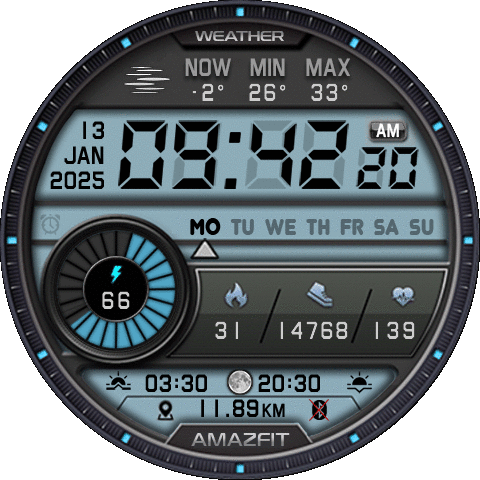 WEATHER
NOW MIN MAX
-2° 26° 33°
13
JAN
2025
09:42
AM
20
MO TU WE TH FR SA SU
66
31 14768 139
03:30 20:30
11.89KM
AMAZFIT